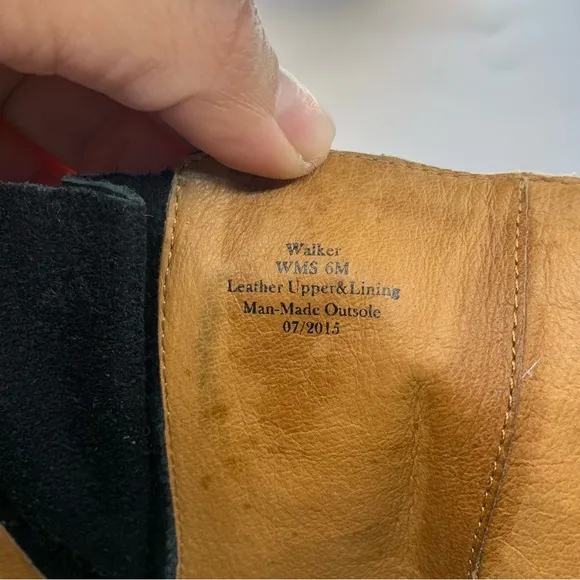 Walker
WMS 6M
Leather Upper&Lining
Man-Made Outsole
07/2015